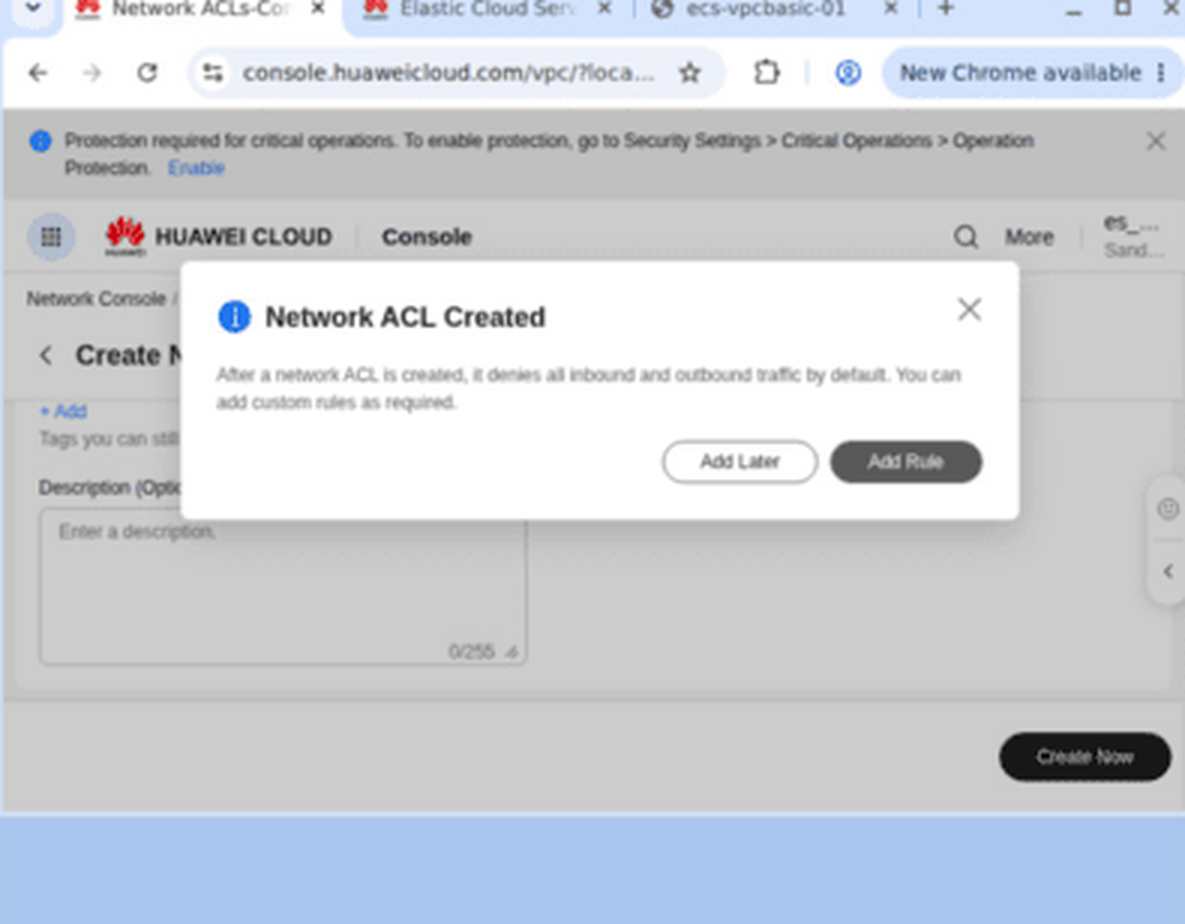 Network ACLs-Co
Elastic Cloud Ser
ecs-vpcbasic-01
console.huaweicloud.com/vpc/?loca...
New Chrome available
Protection required for critical operations. To enable protection, go to Security Settings > Critical Operations > Operation
Protection. Enable
HUAWEI
HUAWEI CLOUD
Console
More
es_...
Sand...
Network Console /
Create N
Network ACL Created
After a network ACL is created, it denies all inbound and outbound traffic by default. You can
add custom rules as required.
Add Later
Add Rule
+ Add
Tags you can still
Description (Optio
Enter a description.
0/255
Create Now